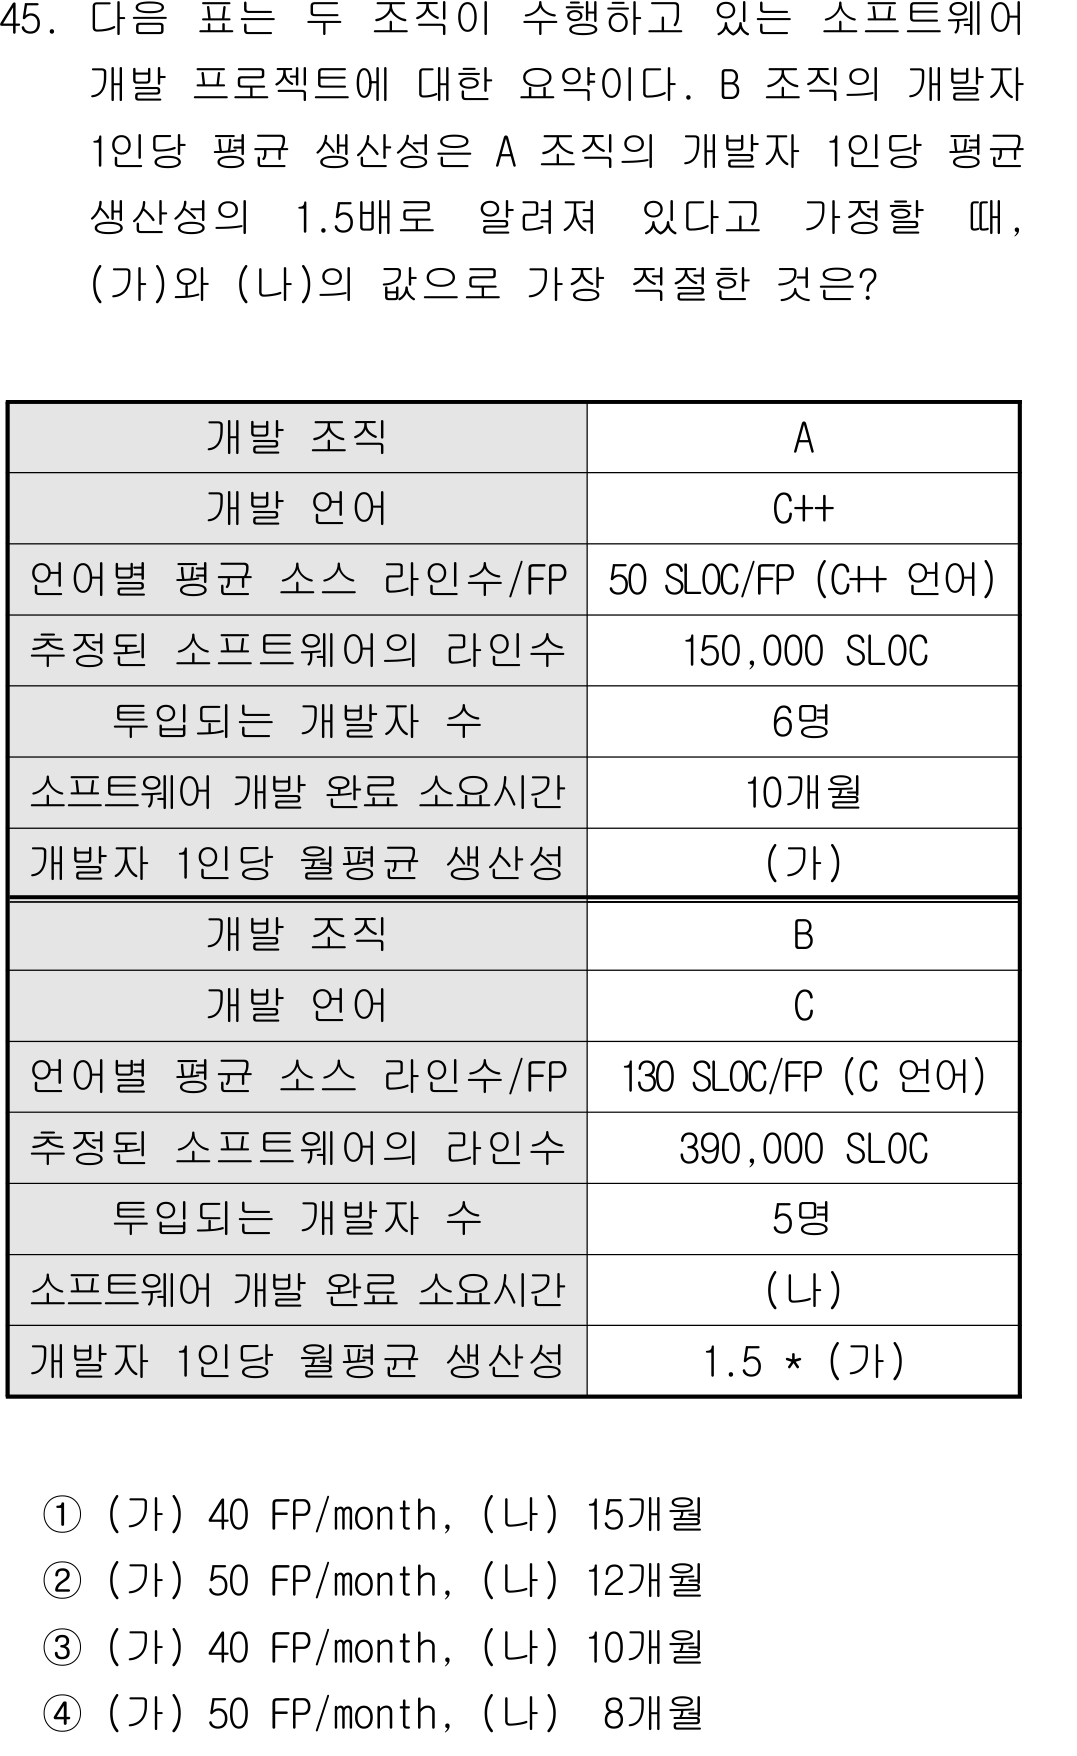 45. 다음 표는 두 조직이 수행하고 있는 소프트웨어
개발 프로젝트에 대한 요약이다. B 조직의 개발자
1인당 평균 생산성은 A 조직의 개발자 1인당 평균
생산성의 1.5배로 알려져 있다고 가정할 때,
(가)와 (나)의 값으로 가장 적절한 것은?
개발 조직 A
개발 언어 C++
언어별 평균 소스 라인수/FP 50 SLOC/FP (C++ 언어)
추정된 소프트웨어의 라인수 150,000 SLOC
투입되는 개발자 수 6명
소프트웨어 개발 완료 소요시간 10개월
개발자 1인당 월평균 생산성 (가)
개발 조직 B
개발 언어 C
언어별 평균 소스 라인수/FP 130 SLOC/FP (C 언어)
추정된 소프트웨어의 라인수 390,000 SLOC
투입되는 개발자 수 5명
소프트웨어 개발 완료 소요시간 (나)
개발자 1인당 월평균 생산성 1.5 * (가)
① (가) 40 FP/month, (나) 15개월
② (가) 50 FP/month, (나) 12개월
③ (가) 40 FP/month, (나) 10개월
④ (가) 50 FP/month, (나) 8개월